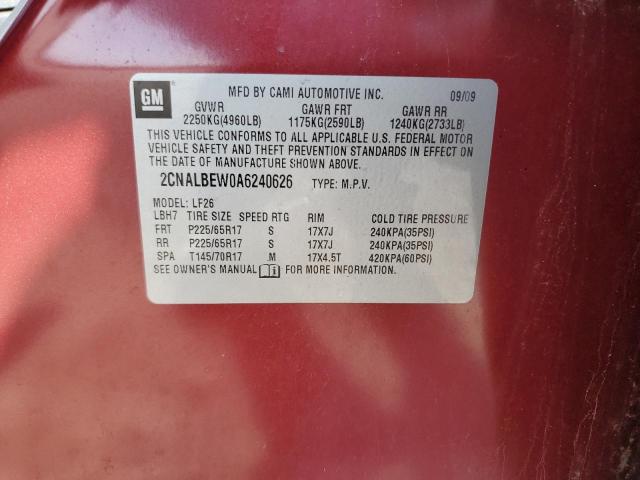 GM
MFD BY CAMI AUTOMOTIVE INC. 09/09
GVWR GAWR FRT GAWR RR
2250KG(4960LB) 1175KG(2590LB) 1240KG(2733LB)
THIS VEHICLE CONFORMS TO ALL APPLICABLE U.S. FEDERAL MOTOR
VEHICLE SAFETY AND THEFT PREVENTION STANDARDS IN EFFECT ON
THE DATE OF MANUFACTURE SHOWN ABOVE.
2CNALBEW0A6240626 TYPE: M.P.V.
MODEL: LF26
LBH7 TIRE SIZE SPEED RTG RIM COLD TIRE PRESSURE
FRT P225/65R17 S 17X7J 240KPA(35PSI)
RR P225/65R17 S 17X7J 240KPA(35PSI)
SPA T145/70R17 M 17X4.5T 420KPA(60PSI)
SEE OWNER'S MANUAL i FOR MORE INFORMATION.